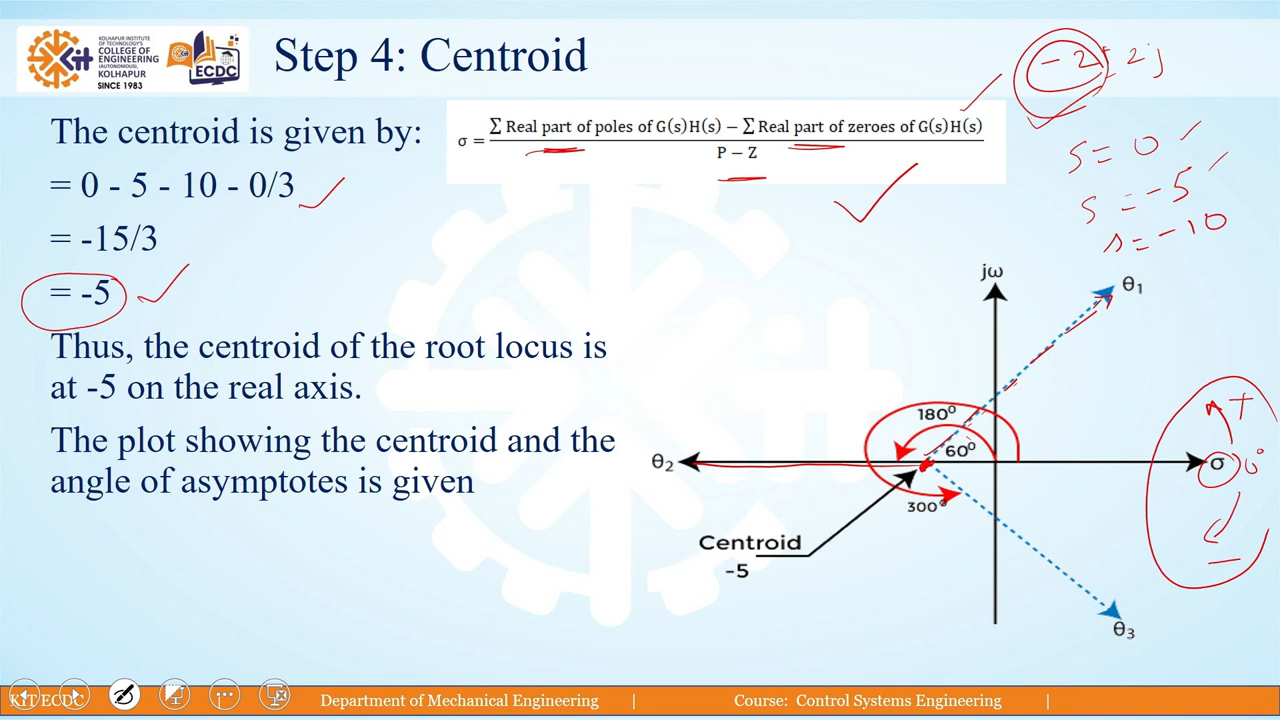 KOLHAPUR INSTITUTE
OF TECHNOLOGY'S
COLLEGE OF
ENGINEERING
(AUTONOMOUS),
KOLHAPUR
SINCE 1983
Kit
ECDC
Step 4: Centroid
-2 ± 2j
The centroid is given by:
σ = (∑ Real part of poles of G(s)H(s) − ∑ Real part of zeroes of G(s)H(s)) / (P − Z)
s = 0
s = -5
s = -10
= 0 - 5 - 10 - 0/3
= -15/3
= -5
Thus, the centroid of the root locus is
at -5 on the real axis.
The plot showing the centroid and the
angle of asymptotes is given
jω
θ1
180⁰
60⁰
θ2
σ
0°
+
−
300⁰
Centroid
-5
θ3
KIT/ECDC
Department of Mechanical Engineering |
Course: Control Systems Engineering |